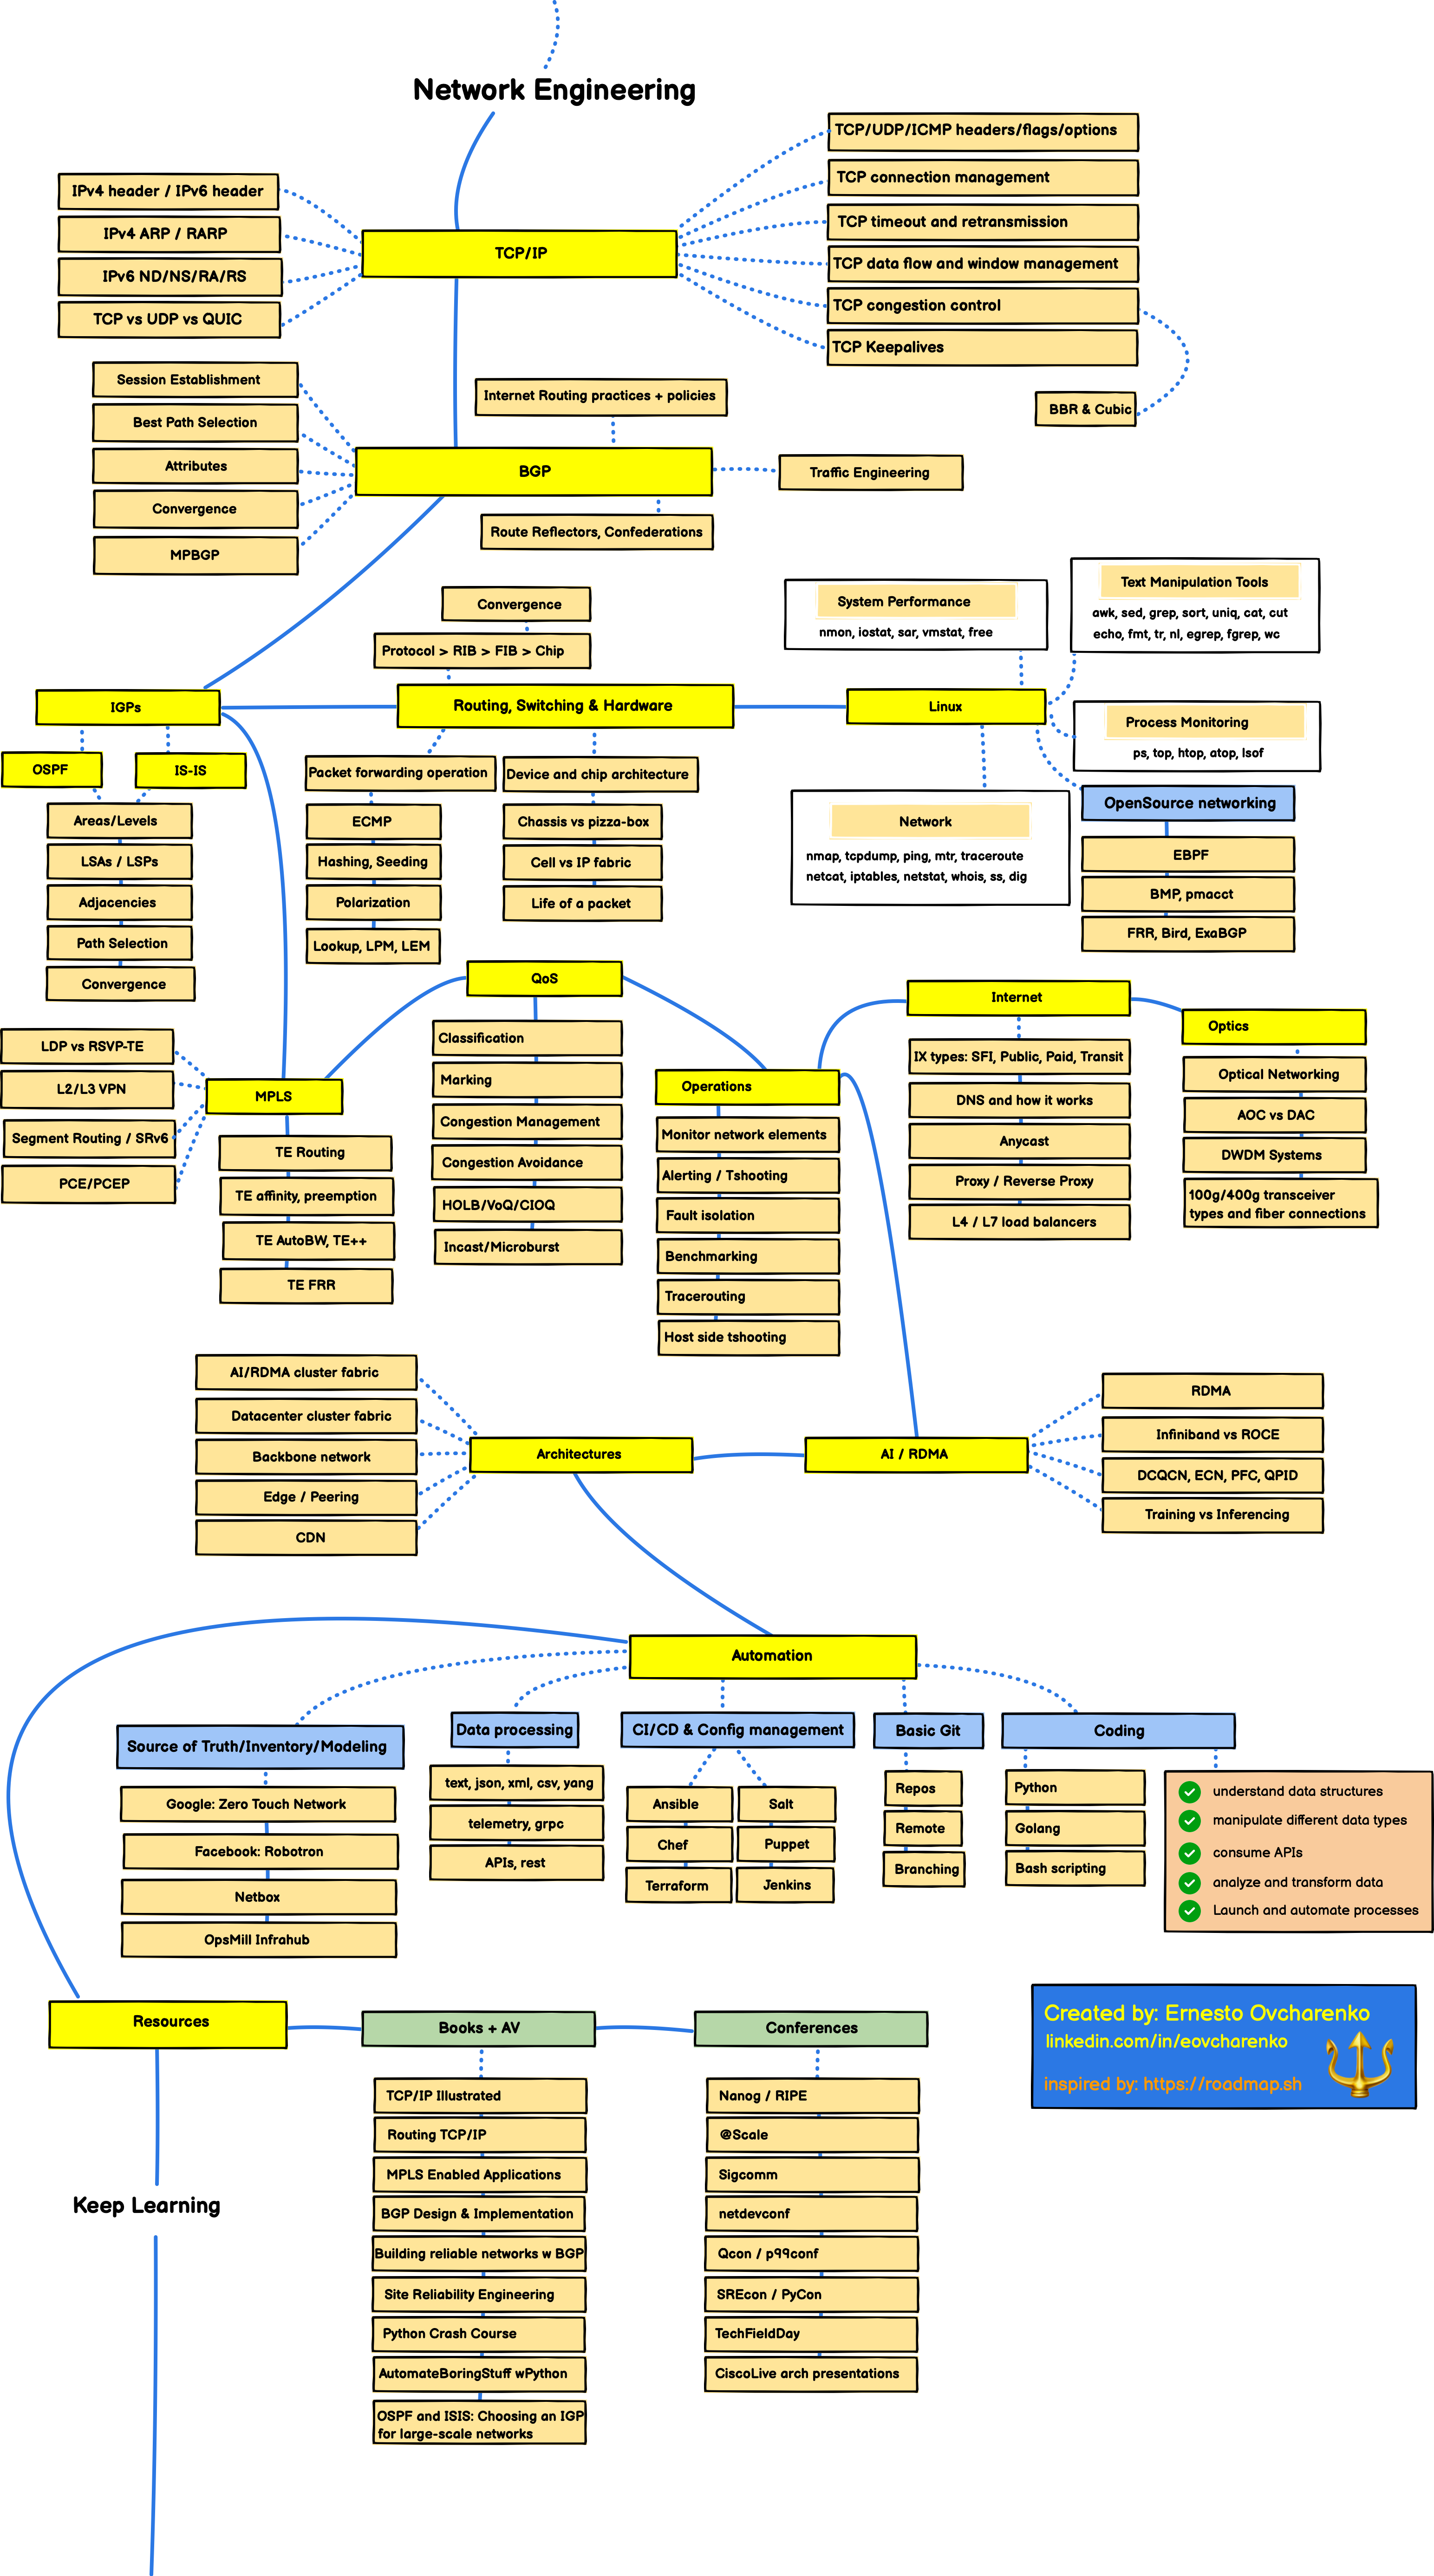 Network Engineering
TCP/UDP/ICMP headers/flags/options
TCP connection management
TCP timeout and retransmission
TCP data flow and window management
TCP congestion control
TCP Keepalives
BBR & Cubic
IPv4 header / IPv6 header
IPv4 ARP / RARP
IPv6 ND/NS/RA/RS
TCP vs UDP vs QUIC
TCP/IP
Session Establishment
Best Path Selection
Attributes
Convergence
MPBGP
Internet Routing practices + policies
BGP
Traffic Engineering
Route Reflectors, Confederations
Convergence
Protocol > RIB > FIB > Chip
Routing, Switching & Hardware
IGPs
OSPF
IS-IS
Areas/Levels
LSAs / LSPs
Adjacencies
Path Selection
Convergence
Packet forwarding operation
ECMP
Hashing, Seeding
Polarization
Lookup, LPM, LEM
Device and chip architecture
Chassis vs pizza-box
Cell vs IP fabric
Life of a packet
System Performance
nmon, iostat, sar, vmstat, free
Text Manipulation Tools
awk, sed, grep, sort, uniq, cat, cut
echo, fmt, tr, nl, egrep, fgrep, wc
Linux
Process Monitoring
ps, top, htop, atop, lsof
Network
nmap, tcpdump, ping, mtr, traceroute
netcat, iptables, netstat, whois, ss, dig
OpenSource networking
EBPF
BMP, pmacct
FRR, Bird, ExaBGP
LDP vs RSVP-TE
L2/L3 VPN
Segment Routing / SRv6
PCE/PCEP
MPLS
TE Routing
TE affinity, preemption
TE AutoBW, TE++
TE FRR
QoS
Classification
Marking
Congestion Management
Congestion Avoidance
HOLB/VoQ/CIOQ
Incast/Microburst
Operations
Monitor network elements
Alerting / Tshooting
Fault isolation
Benchmarking
Tracerouting
Host side tshooting
Internet
IX types: SFI, Public, Paid, Transit
DNS and how it works
Anycast
Proxy / Reverse Proxy
L4 / L7 load balancers
Optics
Optical Networking
AOC vs DAC
DWDM Systems
100g/400g transceiver
types and fiber connections
AI/RDMA cluster fabric
Datacenter cluster fabric
Backbone network
Edge / Peering
CDN
Architectures
AI / RDMA
RDMA
Infiniband vs ROCE
DCQCN, ECN, PFC, QPID
Training vs Inferencing
Automation
Source of Truth/Inventory/Modeling
Google: Zero Touch Network
Facebook: Robotron
Netbox
OpsMill Infrahub
Data processing
text, json, xml, csv, yang
telemetry, grpc
APIs, rest
CI/CD & Config management
Ansible
Salt
Chef
Puppet
Terraform
Jenkins
Basic Git
Repos
Remote
Branching
Coding
Python
Golang
Bash scripting
understand data structures
manipulate different data types
consume APIs
analyze and transform data
Launch and automate processes
Resources
Books + AV
TCP/IP Illustrated
Routing TCP/IP
MPLS Enabled Applications
BGP Design & Implementation
Building reliable networks w BGP
Site Reliability Engineering
Python Crash Course
AutomateBoringStuff wPython
OSPF and ISIS: Choosing an IGP
for large-scale networks
Conferences
Nanog / RIPE
@Scale
Sigcomm
netdevconf
Qcon / p99conf
SREcon / PyCon
TechFieldDay
CiscoLive arch presentations
Created by: Ernesto Ovcharenko
linkedin.com/in/eovcharenko
inspired by: https://roadmap.sh
Keep Learning